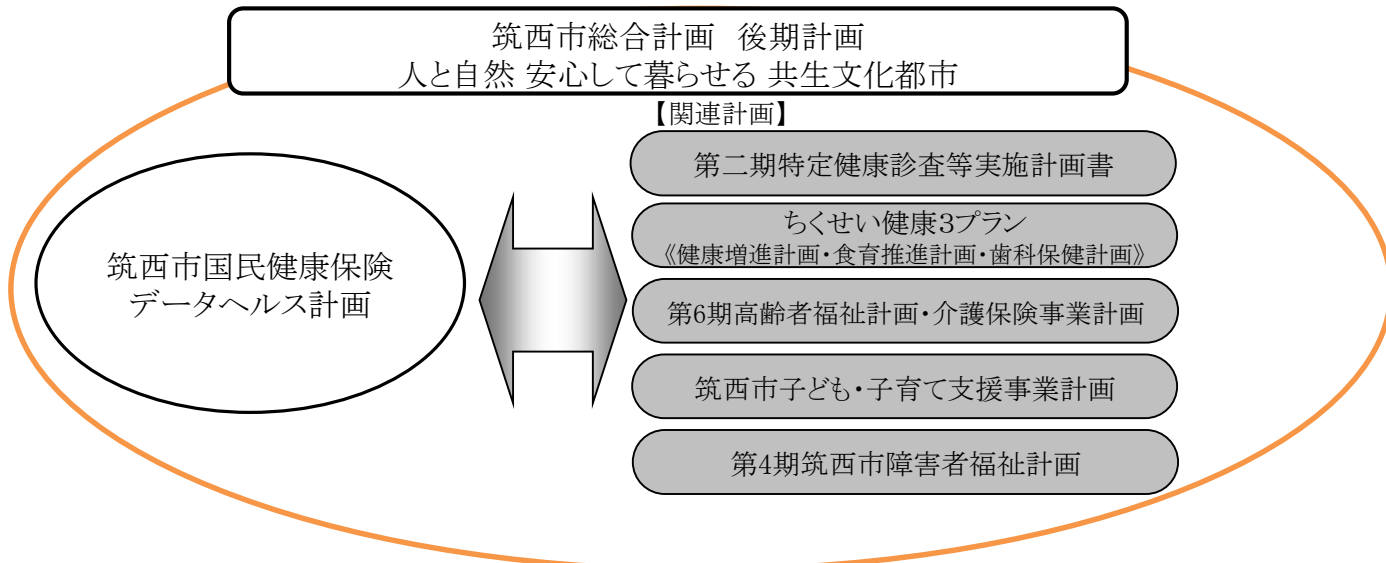 筑西市総合計画　後期計画
人と自然 安心して暮らせる 共生文化都市
【関連計画】
第二期特定健康診査等実施計画書
ちくせい健康3プラン
《健康増進計画・食育推進計画・歯科保健計画》
筑西市国民健康保険
データヘルス計画
第6期高齢者福祉計画・介護保険事業計画
筑西市子ども・子育て支援事業計画
第4期筑西市障害者福祉計画